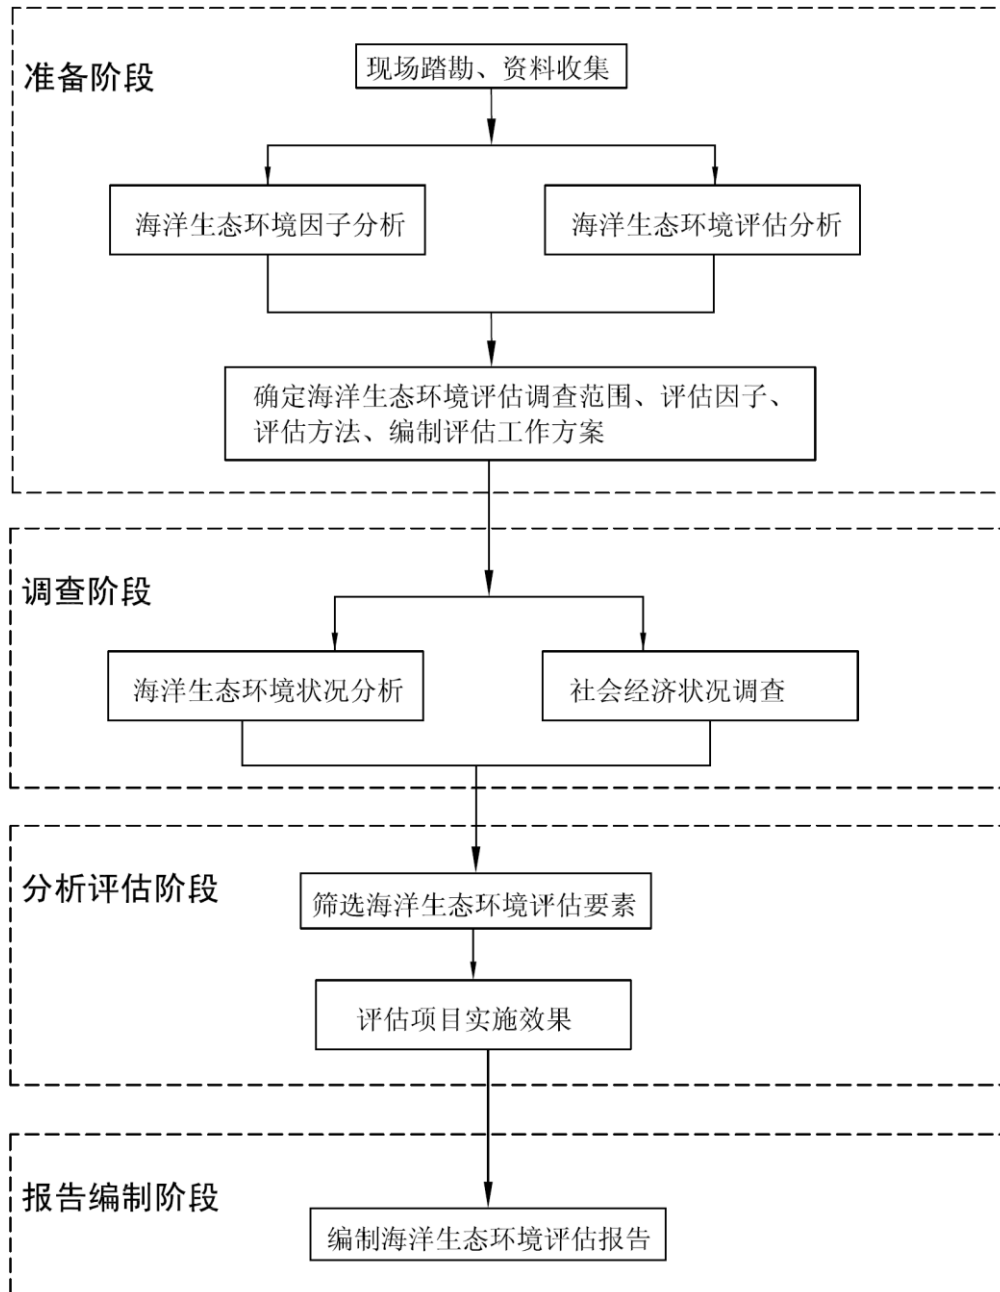 准备阶段
现场踏勘、资料收集
海洋生态环境因子分析
海洋生态环境评估分析
确定海洋生态环境评估调查范围、评估因子、
评估方法、编制评估工作方案
调查阶段
海洋生态环境状况分析
社会经济状况调查
分析评估阶段
筛选海洋生态环境评估要素
评估项目实施效果
报告编制阶段
编制海洋生态环境评估报告